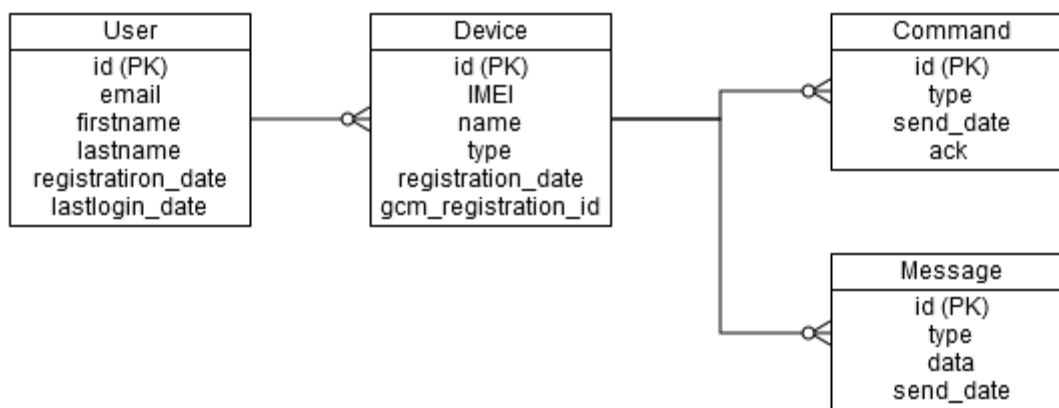 User
id (PK)
email
firstname
lastname
registratiron_date
lastlogin_date
Device
id (PK)
IMEI
name
type
registration_date
gcm_registration_id
Command
id (PK)
type
send_date
ack
Message
id (PK)
type
data
send_date